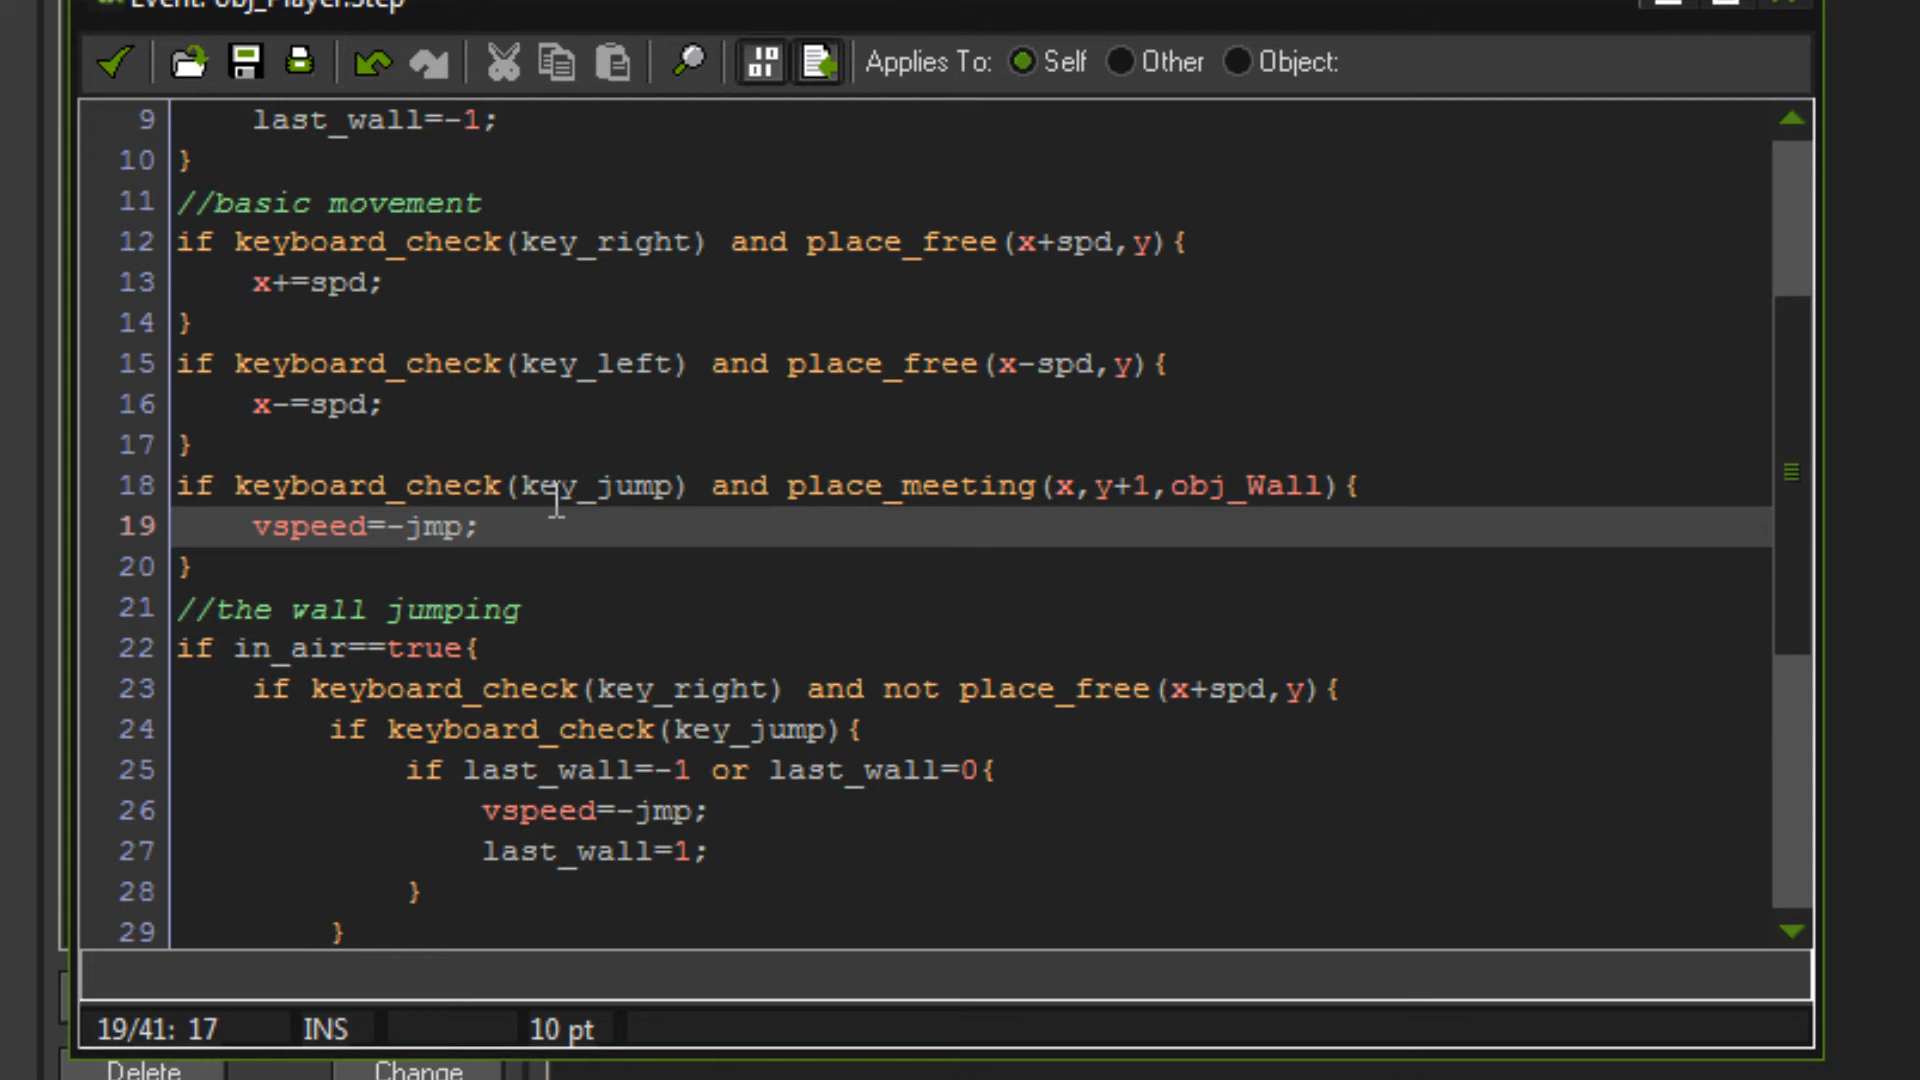 Event: obj_Player:Step
Applies To: Self Other Object:
9 last_wall=-1;
10 }
11 //basic movement
12 if keyboard_check(key_right) and place_free(x+spd,y){
13 x+=spd;
14 }
15 if keyboard_check(key_left) and place_free(x-spd,y){
16 x-=spd;
17 }
18 if keyboard_check(key_jump) and place_meeting(x,y+1,obj_Wall){
19 vspeed=-jmp;
20 }
21 //the wall jumping
22 if in_air==true{
23 if keyboard_check(key_right) and not place_free(x+spd,y){
24 if keyboard_check(key_jump){
25 if last_wall=-1 or last_wall=0{
26 vspeed=-jmp;
27 last_wall=1;
28 }
29 }
19/41: 17 INS 10 pt
Delete Change